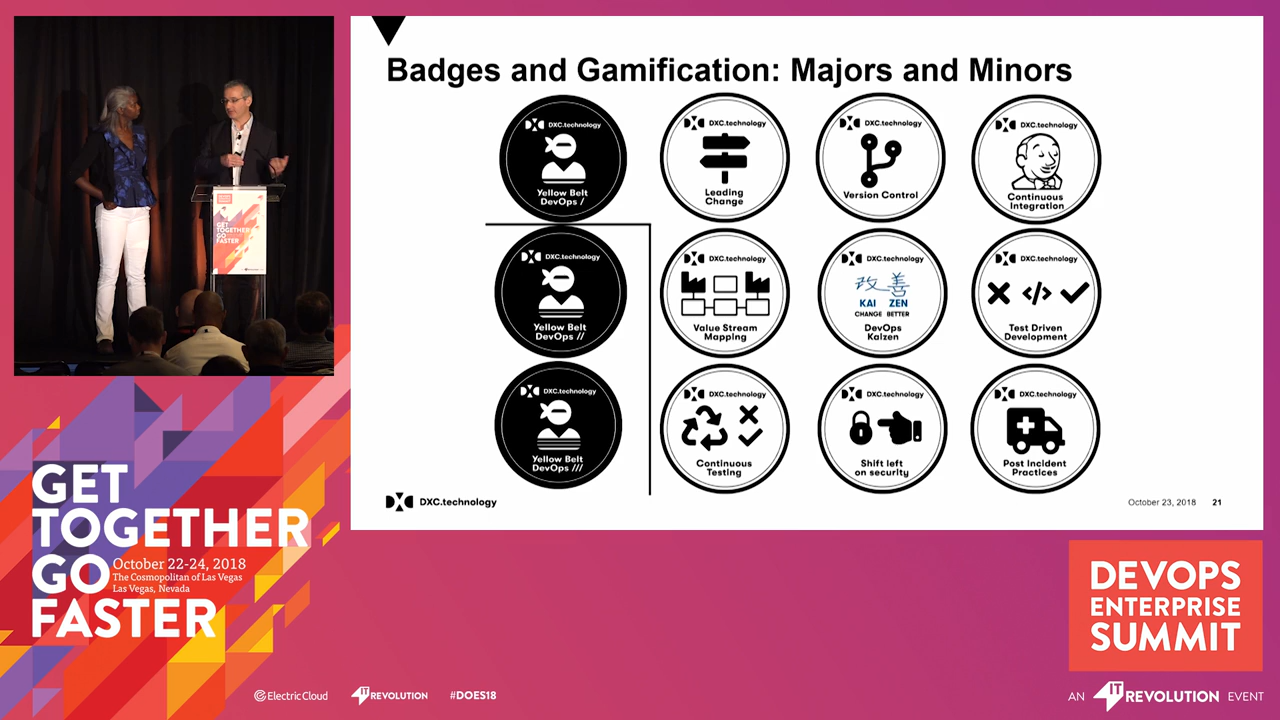 Badges and Gamification: Majors and Minors
DXC.technology
Yellow Belt
DevOps /
DXC.technology
Leading
Change
DXC.technology
Version Control
DXC.technology
Continuous
Integration
DXC.technology
Yellow Belt
DevOps //
DXC.technology
Value Stream
Mapping
DXC.technology
改善
KAI ZEN
CHANGE BETTER
DevOps
Kaizen
DXC.technology
</>
Test Driven
Development
DXC.technology
Yellow Belt
DevOps ///
DXC.technology
Continuous
Testing
DXC.technology
Shift left
on security
DXC.technology
Post Incident
Practices
DXC.technology
October 23, 2018 21
GET
TOGETHER
GO
FASTER
GET
TOGETHER
GO
FASTER
October 22-24, 2018
The Cosmopolitan of Las Vegas
Las Vegas, Nevada
DEVOPS
ENTERPRISE
SUMMIT
Electric Cloud
IT REVOLUTION
#DOES18
AN IT REVOLUTION EVENT